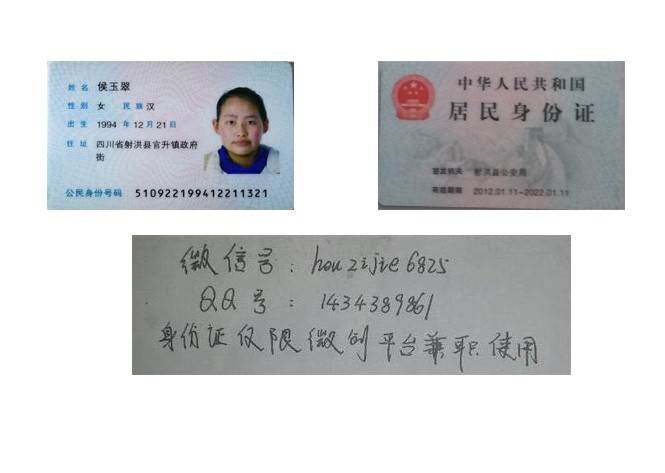 姓名 侯玉翠
性别 女 民族 汉
出生 1994 年 12 月 21 日
住址 四川省射洪县官升镇政府
街
公民身份号码 510922199412211321
中华人民共和国
居民身份证
签发机关 射洪县公安局
有效期限 2012.01.11-2022.01.11
微信号：houzijie6825
QQ号：1434389861
身份证仅限微创平台兼职使用